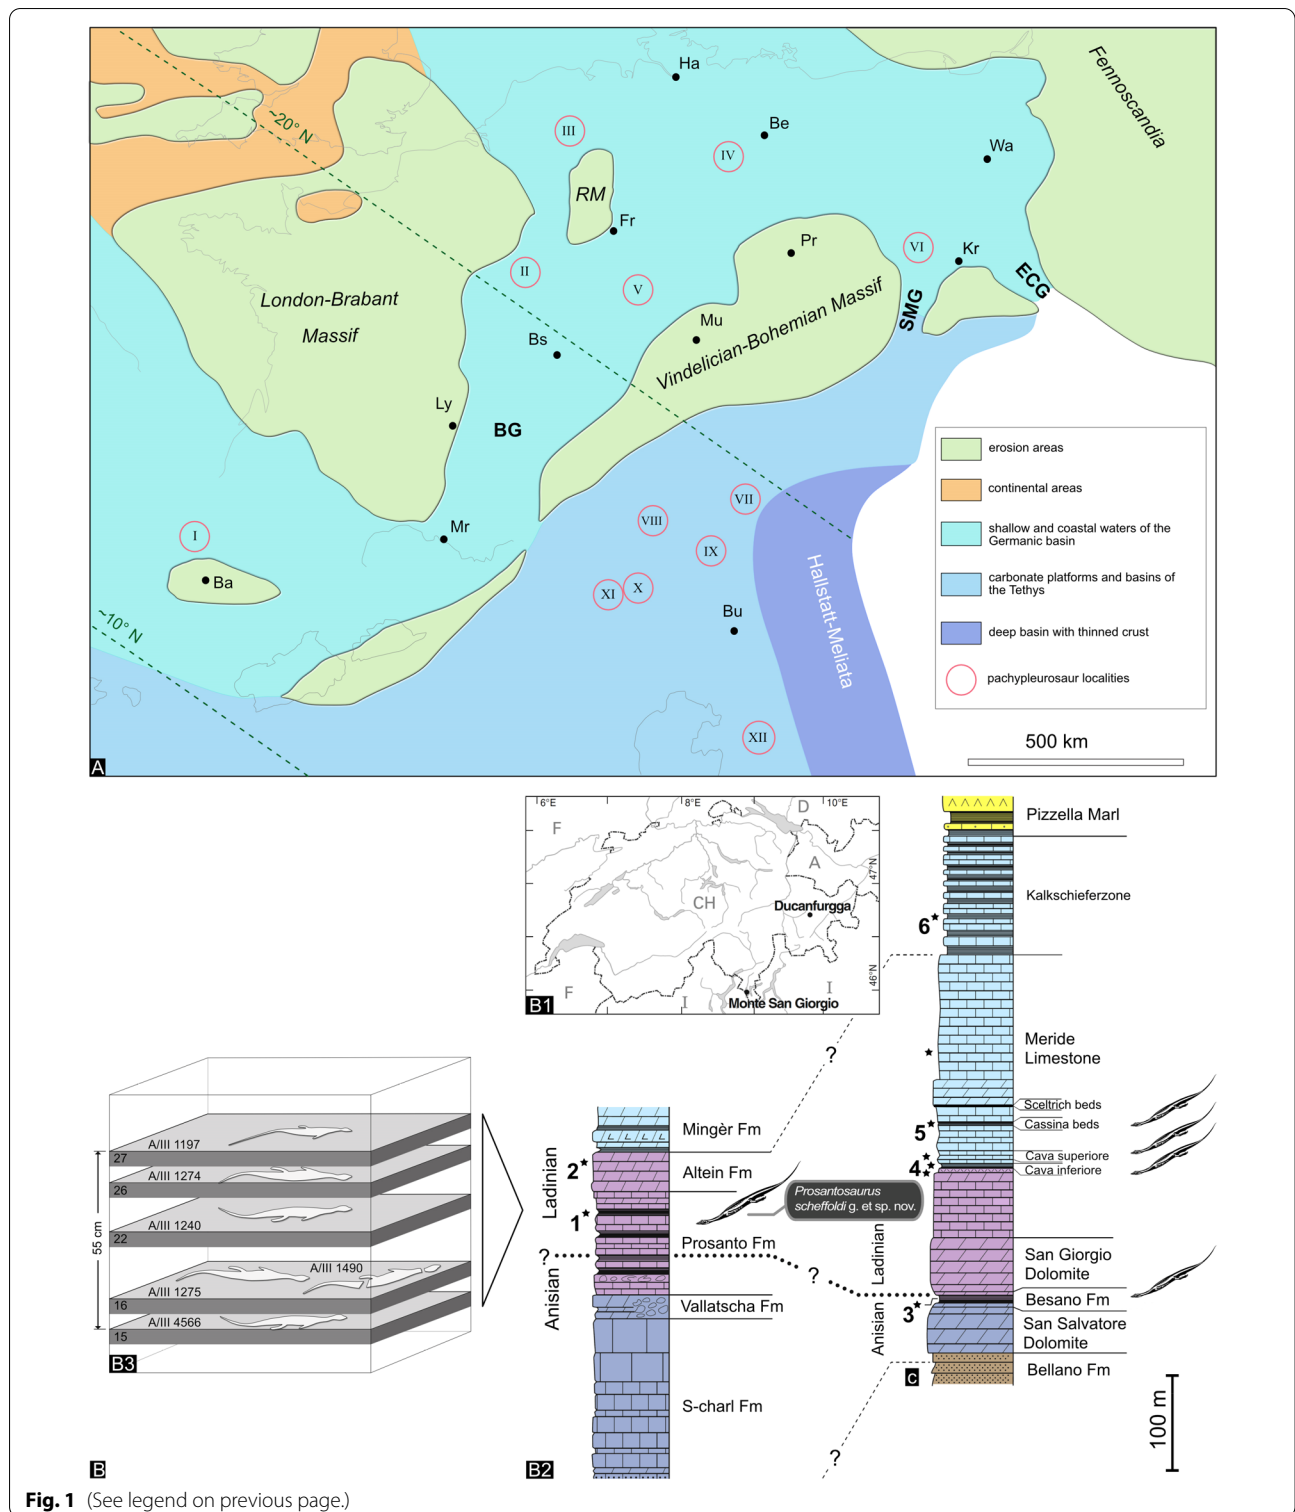 Ha
Fennoscandia
~20° N
III
Be
IV
Wa
RM
Fr
Pr
VI
Kr
II
V
ECG
London-Brabant
Massif
SMG
Vindelician-Bohemian Massif
Mu
Bs
Ly
BG
erosion areas
continental areas
VII
VIII
shallow and coastal waters of the
Germanic basin
I
Mr
IX
Hallstatt-Meliata
Ba
XI
X
carbonate platforms and basins of
the Tethys
Bu
~10° N
deep basin with thinned crust
pachypleurosaur localities
XII
500 km
A
6°E
8°E
10°E
D
F
A
47°N
CH
Ducanfurgga
46°N
F
I
I
Monte San Giorgio
B1
Pizzella Marl
Kalkschieferzone
6
Meride
Limestone
?
Sceltrich beds
Cassina beds
5
Cava superiore
4
Cava inferiore
Ladinian
San Giorgio
Dolomite
?
Besano Fm
3
Anisian
San Salvatore
Dolomite
Bellano Fm
C
?
100 m
A/III 1197
27
A/III 1274
26
A/III 1240
22
55 cm
A/III 1490
A/III 1275
16
A/III 4566
15
B3
B
Mingèr Fm
Ladinian
2
Altein Fm
Prosantosaurus
scheffoldi g. et sp. nov.
1
Prosanto Fm
?
Anisian
Vallatscha Fm
S-charl Fm
B2
Fig. 1 (See legend on previous page.)